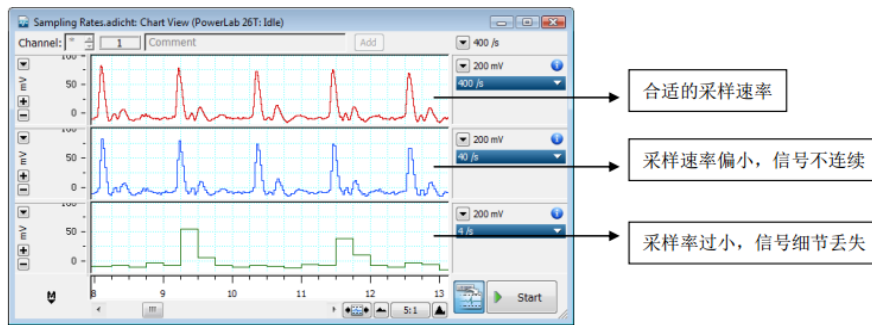 Sampling Rates.adicht: Chart View (PowerLab 26T: Idle)
Channel: * 1 Comment Add 400 /s
100
mV
50
0
200 mV
400 /s
合适的采样速率
mV
50
0
200 mV
40 /s
采样速率偏小，信号不连续
100
mV
50
0
200 mV
4 /s
采样率过小，信号细节丢失
M
8 9 10 11 12 13
5:1
Start